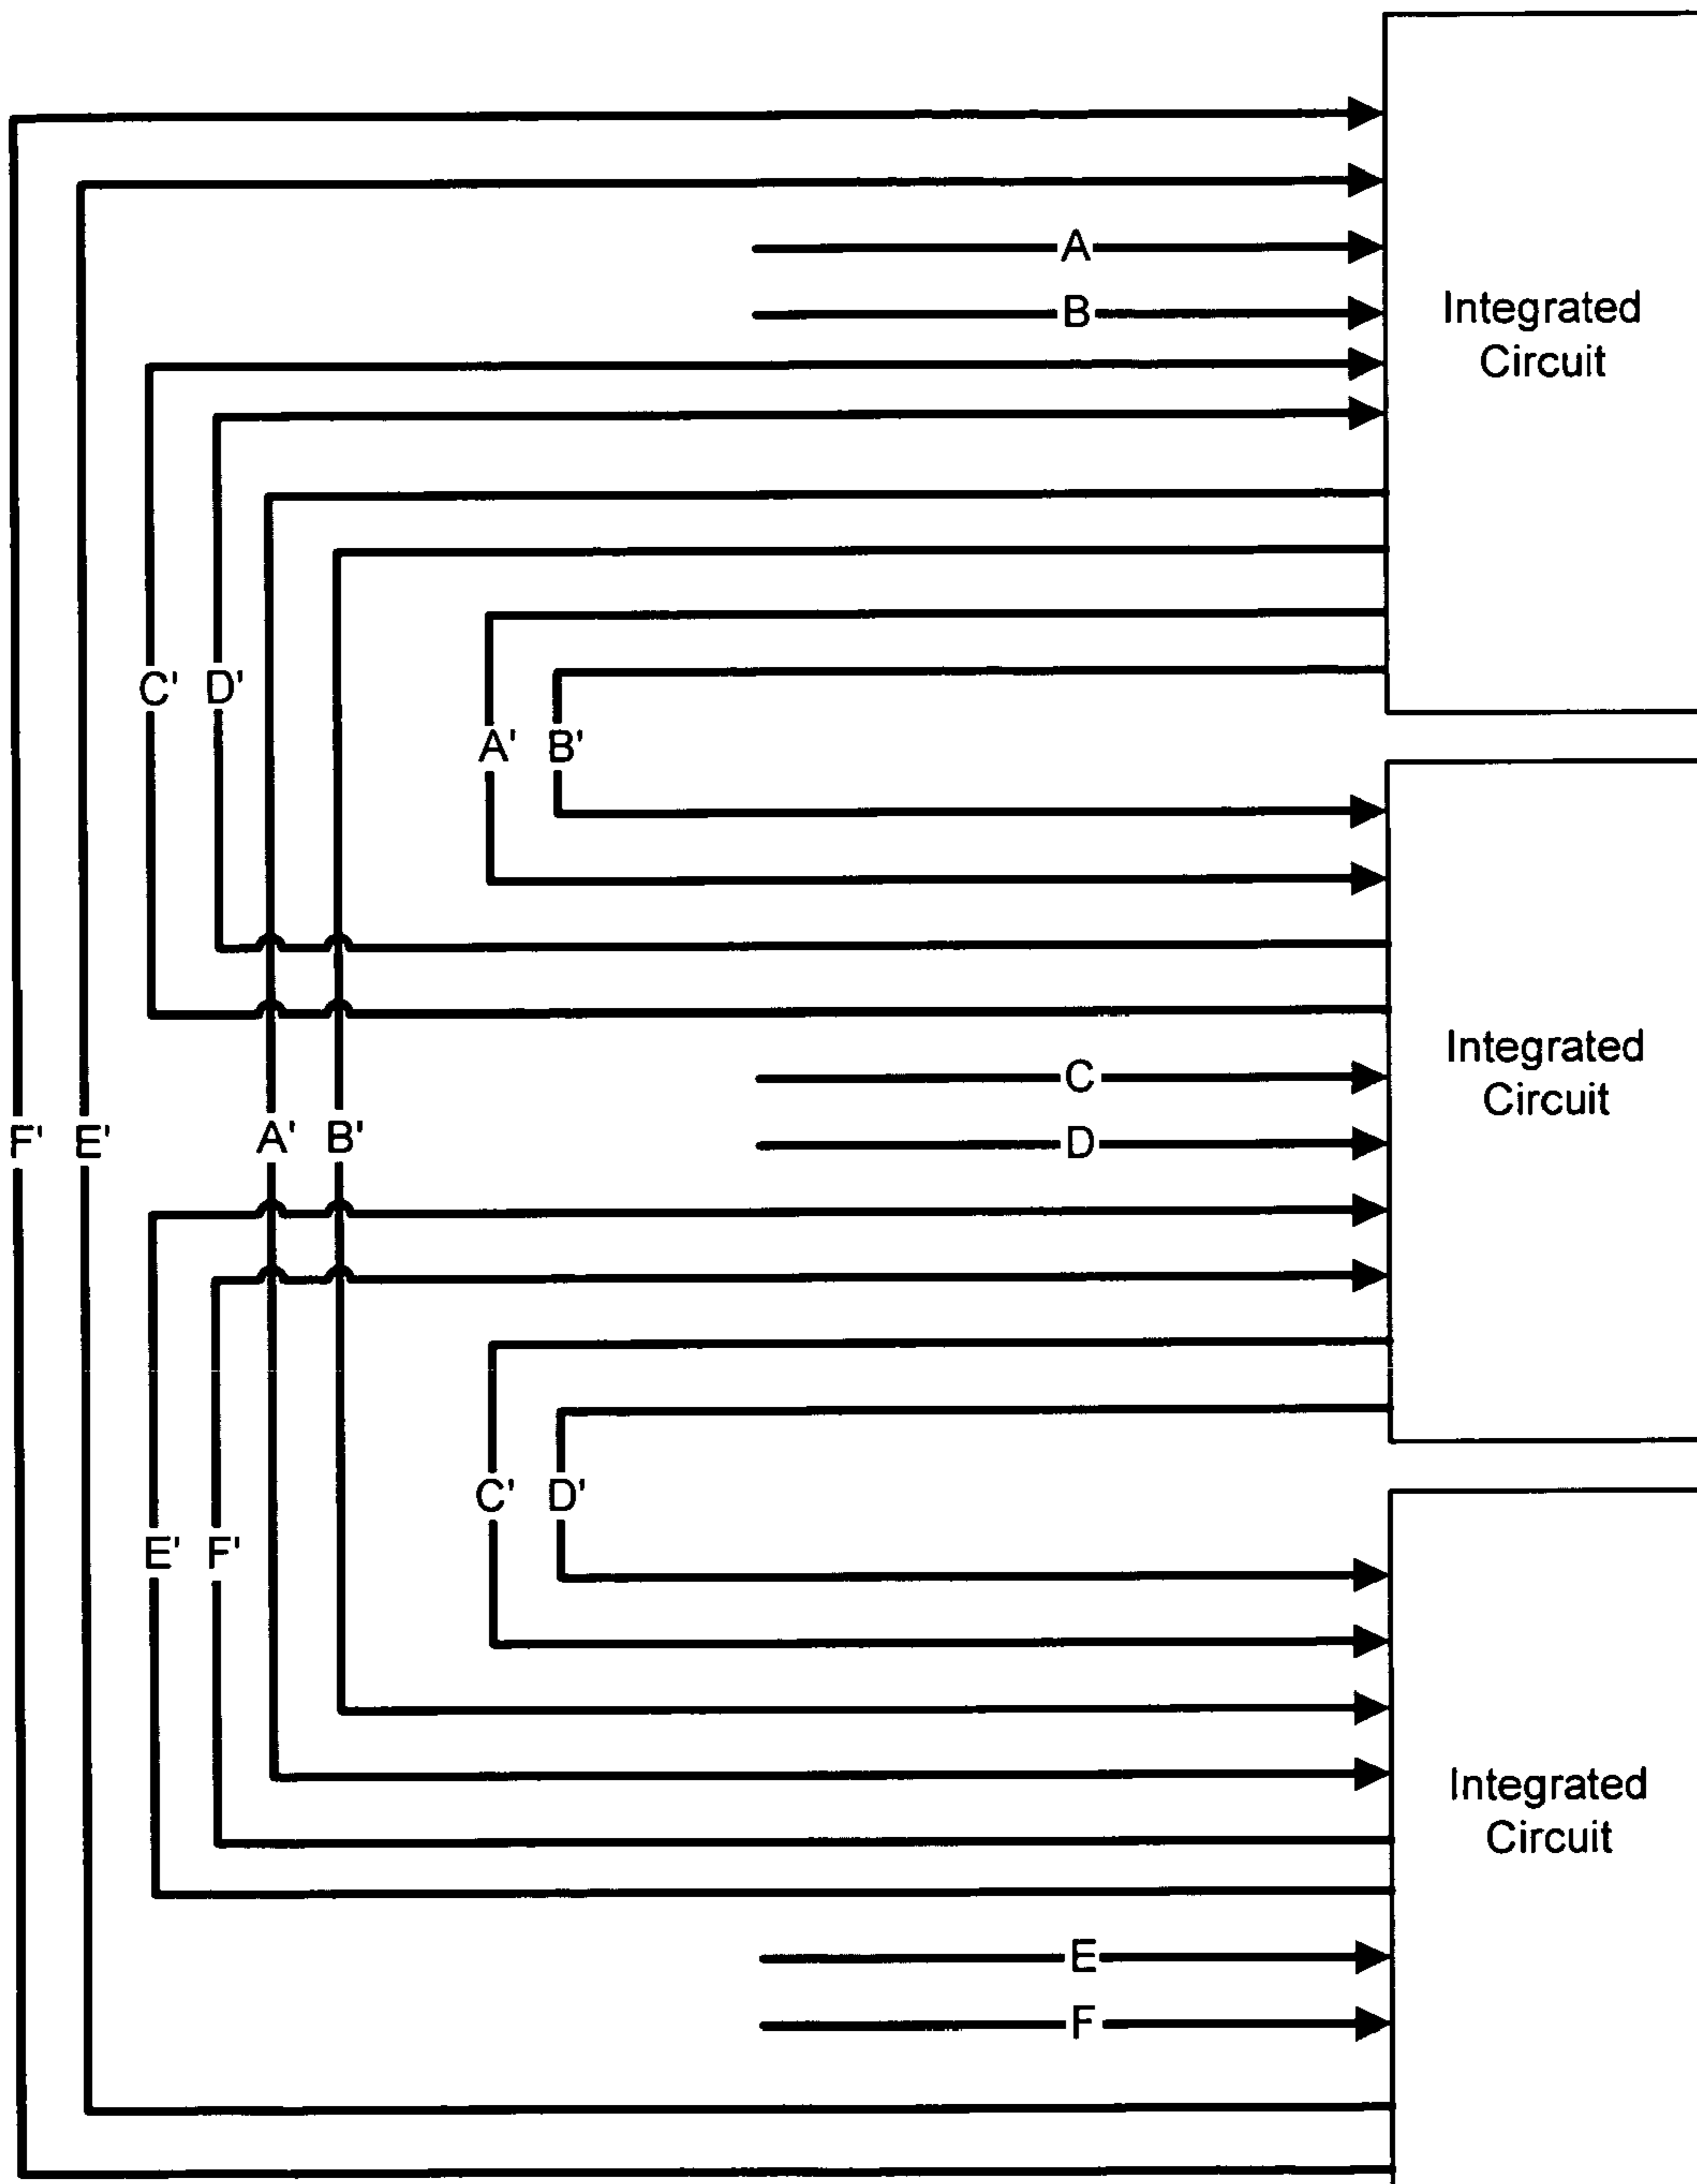 A
B
Integrated
Circuit
C' D'
A' B'
Integrated
Circuit
C
F' E' A' B'
D
C' D'
E' F'
Integrated
Circuit
E
F